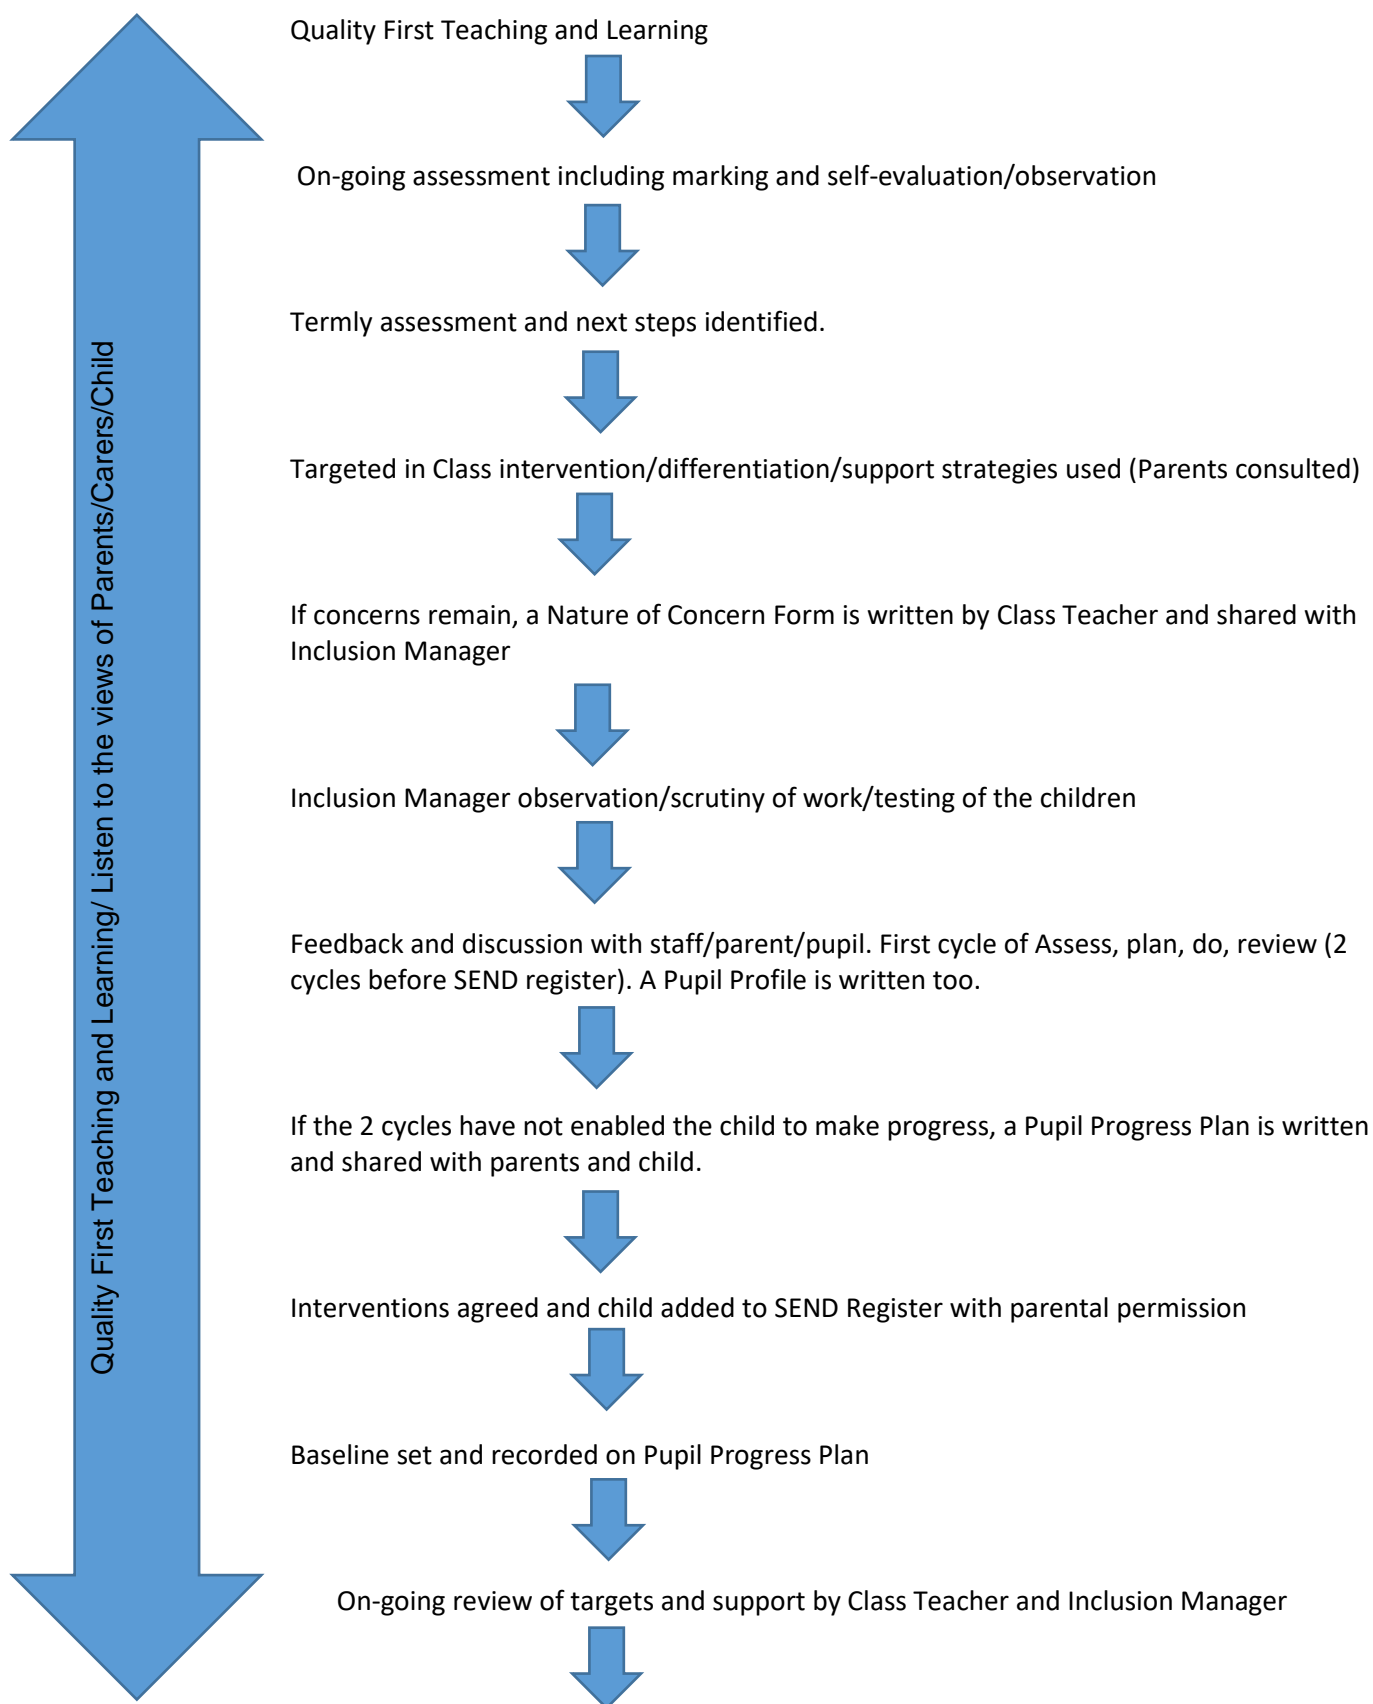 Quality First Teaching and Learning
On-going assessment including marking and self-evaluation/observation
Termly assessment and next steps identified.
Targeted in Class intervention/differentiation/support strategies used (Parents consulted)
If concerns remain, a Nature of Concern Form is written by Class Teacher and shared with
Inclusion Manager
Inclusion Manager observation/scrutiny of work/testing of the children
Feedback and discussion with staff/parent/pupil. First cycle of Assess, plan, do, review (2
cycles before SEND register). A Pupil Profile is written too.
If the 2 cycles have not enabled the child to make progress, a Pupil Progress Plan is written
and shared with parents and child.
Interventions agreed and child added to SEND Register with parental permission
Baseline set and recorded on Pupil Progress Plan
On-going review of targets and support by Class Teacher and Inclusion Manager
Quality First Teaching and Learning/ Listen to the views of Parents/Carers/Child